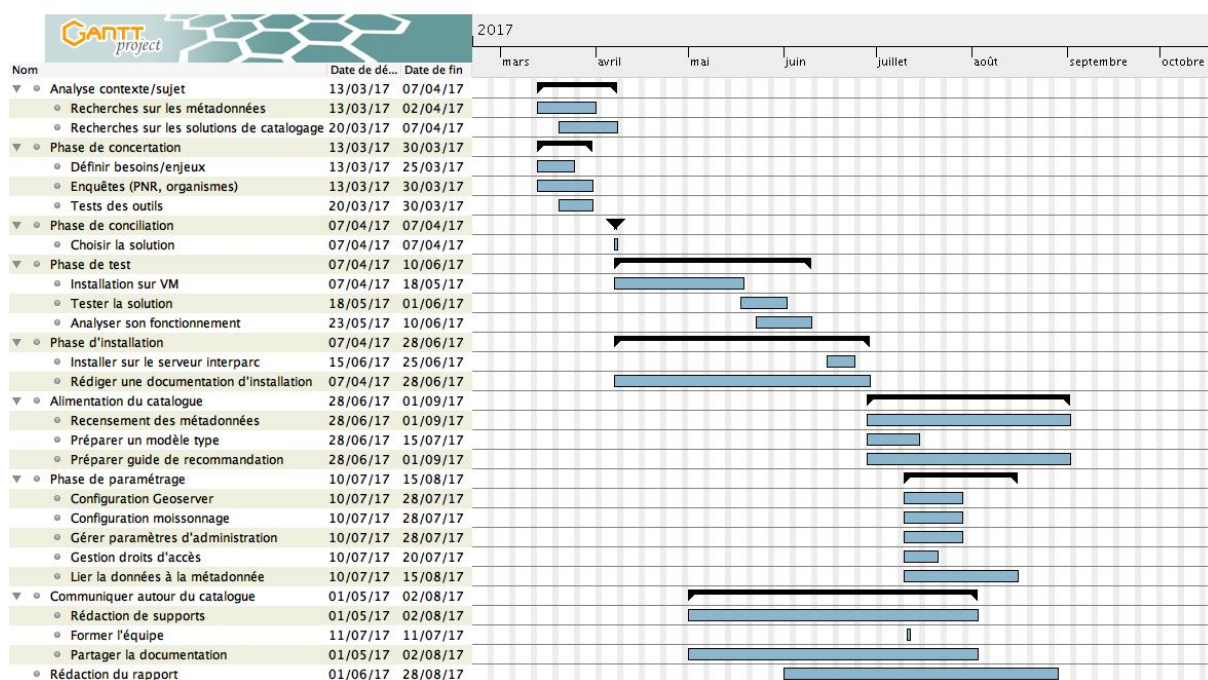 GANTT
project
2017
mars avril mai juin juillet août septembre octobre
Nom Date de dé... Date de fin
Analyse contexte/sujet 13/03/17 07/04/17
Recherches sur les métadonnées 13/03/17 02/04/17
Recherches sur les solutions de catalogage 20/03/17 07/04/17
Phase de concertation 13/03/17 30/03/17
Définir besoins/enjeux 13/03/17 25/03/17
Enquêtes (PNR, organismes) 13/03/17 30/03/17
Tests des outils 20/03/17 30/03/17
Phase de conciliation 07/04/17 07/04/17
Choisir la solution 07/04/17 07/04/17
Phase de test 07/04/17 10/06/17
Installation sur VM 07/04/17 18/05/17
Tester la solution 18/05/17 01/06/17
Analyser son fonctionnement 23/05/17 10/06/17
Phase d'installation 07/04/17 28/06/17
Installer sur le serveur interparc 15/06/17 25/06/17
Rédiger une documentation d'installation 07/04/17 28/06/17
Alimentation du catalogue 28/06/17 01/09/17
Recensement des métadonnées 28/06/17 01/09/17
Préparer un modèle type 28/06/17 15/07/17
Préparer guide de recommandation 28/06/17 01/09/17
Phase de paramétrage 10/07/17 15/08/17
Configuration Geoserver 10/07/17 28/07/17
Configuration moissonnage 10/07/17 28/07/17
Gérer paramètres d'administration 10/07/17 28/07/17
Gestion droits d'accès 10/07/17 20/07/17
Lier la données à la métadonnée 10/07/17 15/08/17
Communiquer autour du catalogue 01/05/17 02/08/17
Rédaction de supports 01/05/17 02/08/17
Former l'équipe 11/07/17 11/07/17
Partager la documentation 01/05/17 02/08/17
Rédaction du rapport 01/06/17 28/08/17